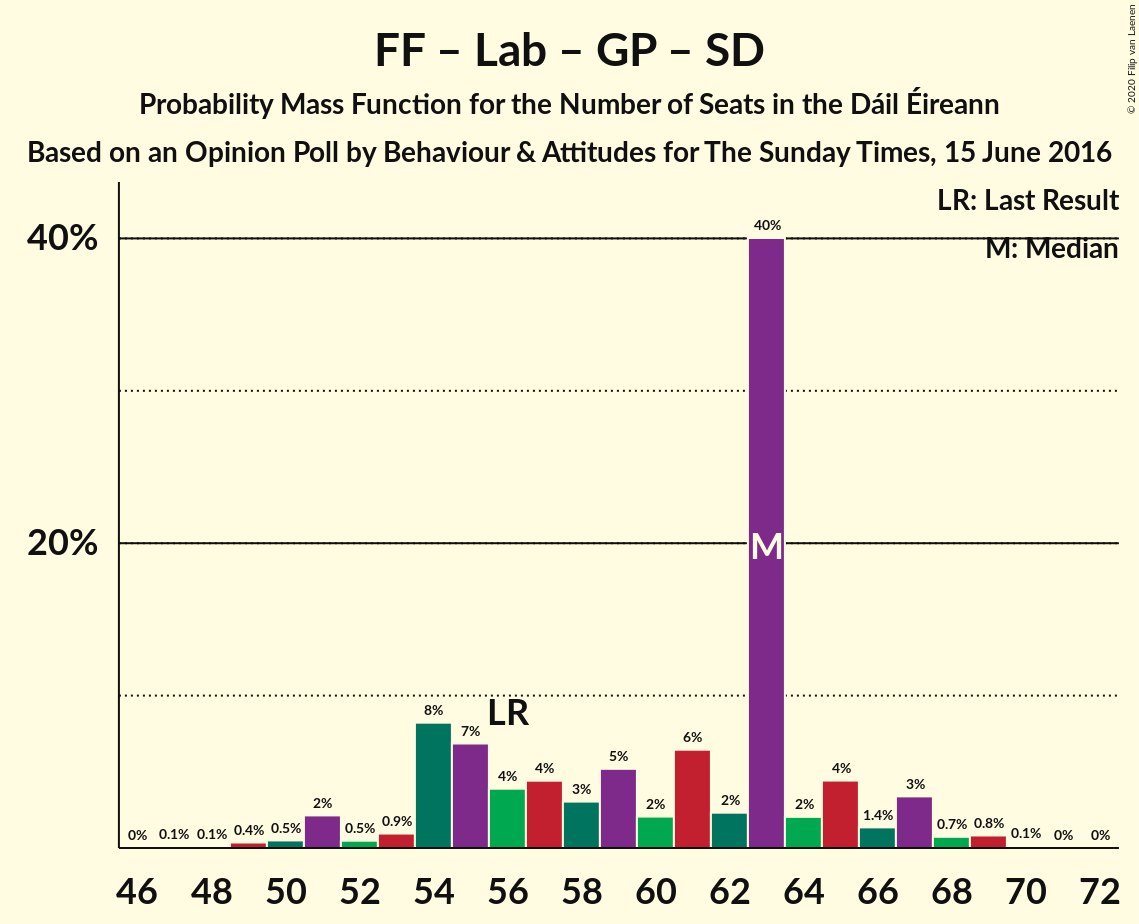 FF – Lab – GP – SD
Probability Mass Function for the Number of Seats in the Dáil Éireann
Based on an Opinion Poll by Behaviour & Attitudes for The Sunday Times, 15 June 2016
© 2020 Filip van Laenen
LR: Last Result
M: Median
40%
20%
40%
M
LR
0% 0.1% 0.1% 0.4% 0.5% 2% 0.5% 0.9% 8% 7% 4% 4% 3% 5% 2% 6% 2% 2% 4% 1.4% 3% 0.7% 0.8% 0.1% 0% 0%
46 48 50 52 54 56 58 60 62 64 66 68 70 72